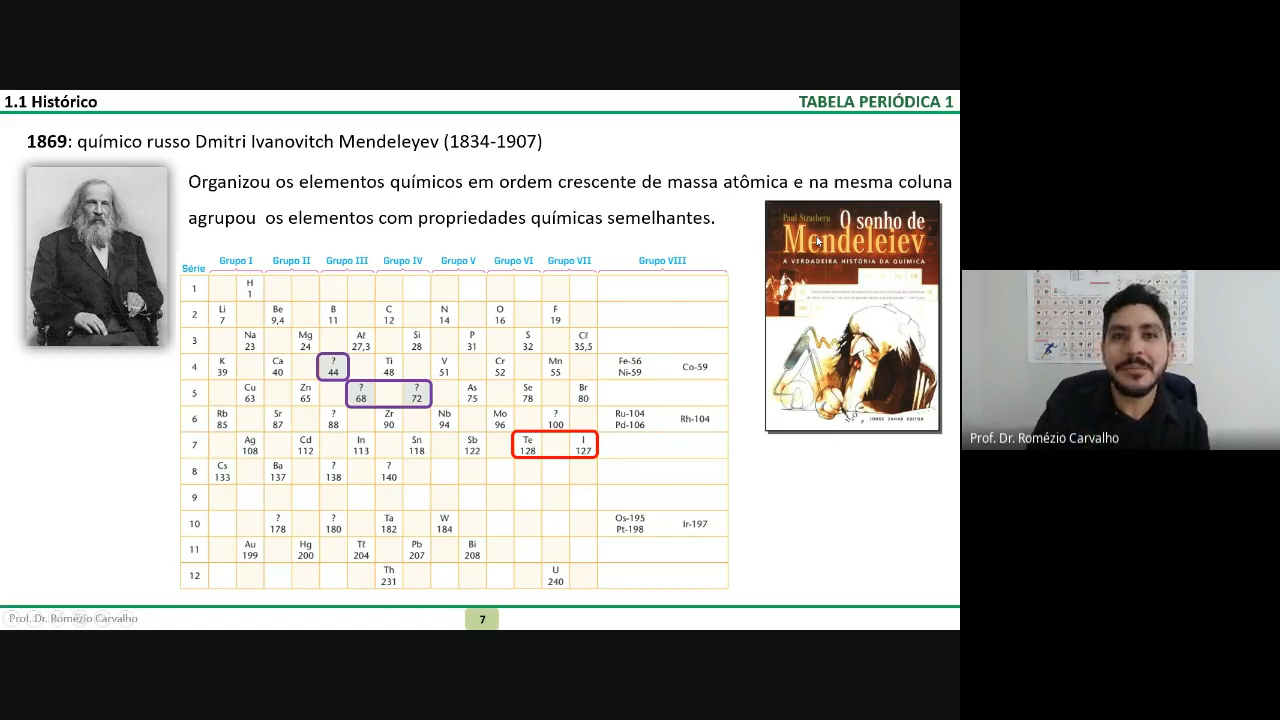 1.1 Histórico
TABELA PERIÓDICA 1
1869: químico russo Dmitri Ivanovitch Mendeleyev (1834-1907)
Organizou os elementos químicos em ordem crescente de massa atômica e na mesma coluna
agrupou os elementos com propriedades químicas semelhantes.
Série Grupo I Grupo II Grupo III Grupo IV Grupo V Grupo VI Grupo VII Grupo VIII
1 H
1
2 Li Be B C N O F
7 9,4 11 12 14 16 19
3 Na Mg Aℓ Si P S Cℓ
23 24 27,3 28 31 32 35,5
4 K Ca ? Ti V Cr Mn Fe-56 Co-59
39 40 44 48 51 52 55 Ni-59
5 Cu Zn ? ? As Se Br
63 65 68 72 75 78 80
6 Rb Sr ? Zr Nb Mo ? Ru-104 Rh-104
85 87 88 90 94 96 100 Pd-106
7 Ag Cd In Sn Sb Te I
108 112 113 118 122 128 127
8 Cs Ba ? ?
133 137 138 140
9
10 ? ? Ta W Os-195 Ir-197
178 180 182 184 Pt-198
11 Au Hg Tℓ Pb Bi
199 200 204 207 208
12 Th U
231 240
Paul Strathern
O sonho de
Mendeleiev
A VERDADEIRA HISTÓRIA DA QUÍMICA
JORGE ZAHAR EDITOR
Prof. Dr. Romézio Carvalho
7
Prof. Dr. Romézio Carvalho